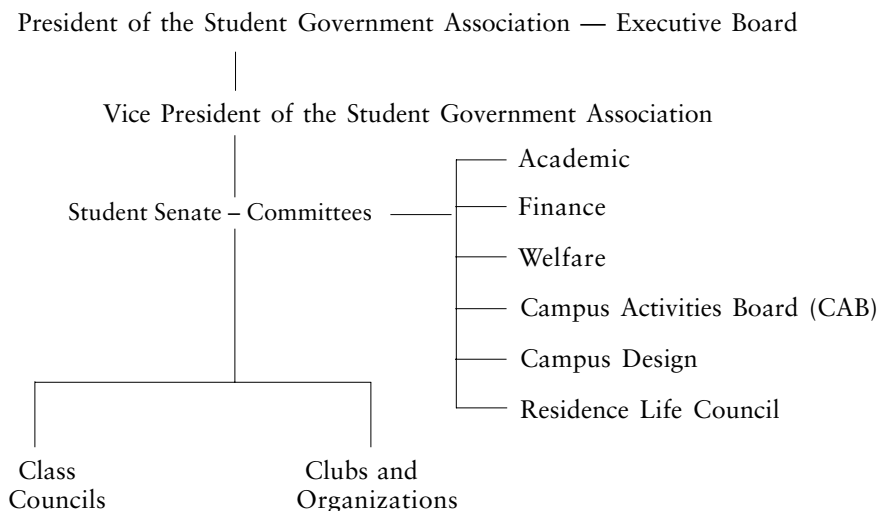 President of the Student Government Association — Executive Board
Vice President of the Student Government Association
Student Senate – Committees
Academic
Finance
Welfare
Campus Activities Board (CAB)
Campus Design
Residence Life Council
Class
Councils
Clubs and
Organizations